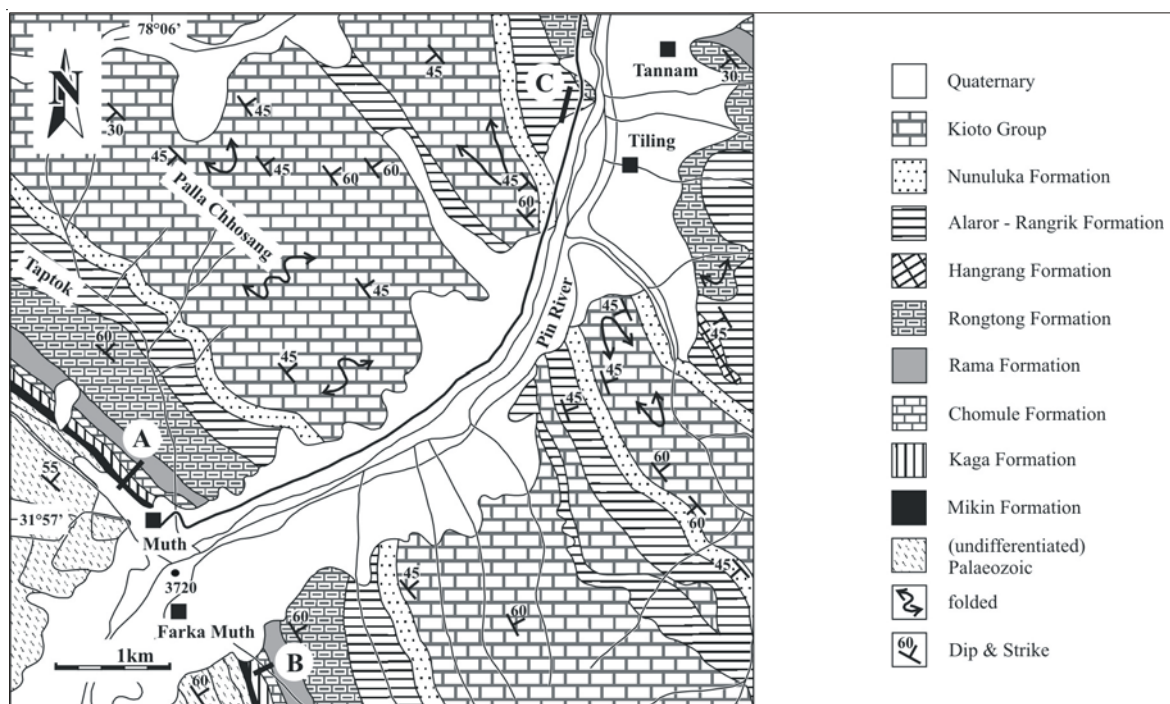 78°06'
N
C
Tannam
30
45
45
30
45
45
60
60
Tiling
45
60
Palla Chhosang
Taptok
45
45
45
60
Pin River
45
45
45
A
55
60
31°57'
Muth
60
45
45
3720
Farka Muth
60
60
1km
B
60
Quaternary
Kioto Group
Nunuluka Formation
Alaror - Rangrik Formation
Hangrang Formation
Rongtong Formation
Rama Formation
Chomule Formation
Kaga Formation
Mikin Formation
(undifferentiated)
Palaeozoic
folded
60
Dip & Strike